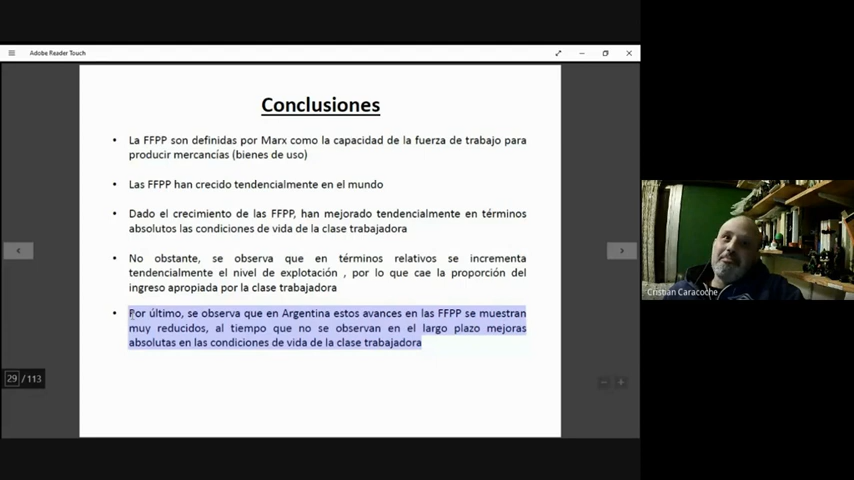 Adobe Reader Touch
Conclusiones
• La FFPP son definidas por Marx como la capacidad de la fuerza de trabajo para
producir mercancías (bienes de uso)
• Las FFPP han crecido tendencialmente en el mundo
• Dado el crecimiento de las FFPP, han mejorado tendencialmente en términos
absolutos las condiciones de vida de la clase trabajadora
• No obstante, se observa que en términos relativos se incrementa
tendencialmente el nivel de explotación , por lo que cae la proporción del
ingreso apropiada por la clase trabajadora
• Por último, se observa que en Argentina estos avances en las FFPP se muestran
muy reducidos, al tiempo que no se observan en el largo plazo mejoras
absolutas en las condiciones de vida de la clase trabajadora
29 / 113
Cristian Caracoche